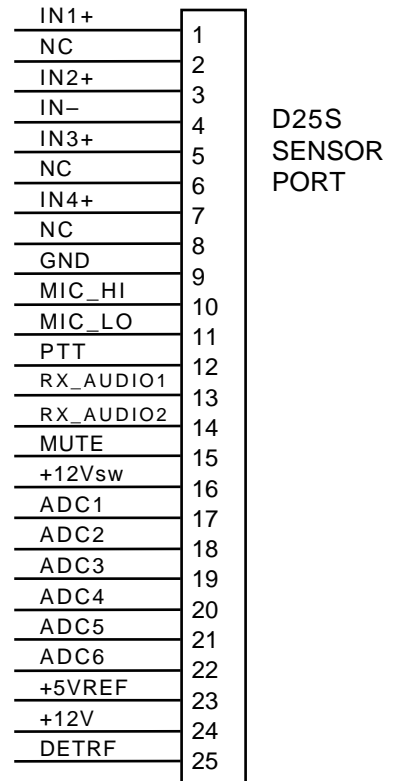 IN1+ 1
NC 2
IN2+ 3
IN– 4
IN3+ 5
NC 6
IN4+ 7
NC 8
GND 9
MIC_HI 10
MIC_LO 11
PTT 12
RX_AUDIO1 13
RX_AUDIO2 14
MUTE 15
+12Vsw 16
ADC1 17
ADC2 18
ADC3 19
ADC4 20
ADC5 21
ADC6 22
+5VREF 23
+12V 24
DETRF 25
D25S
SENSOR
PORT